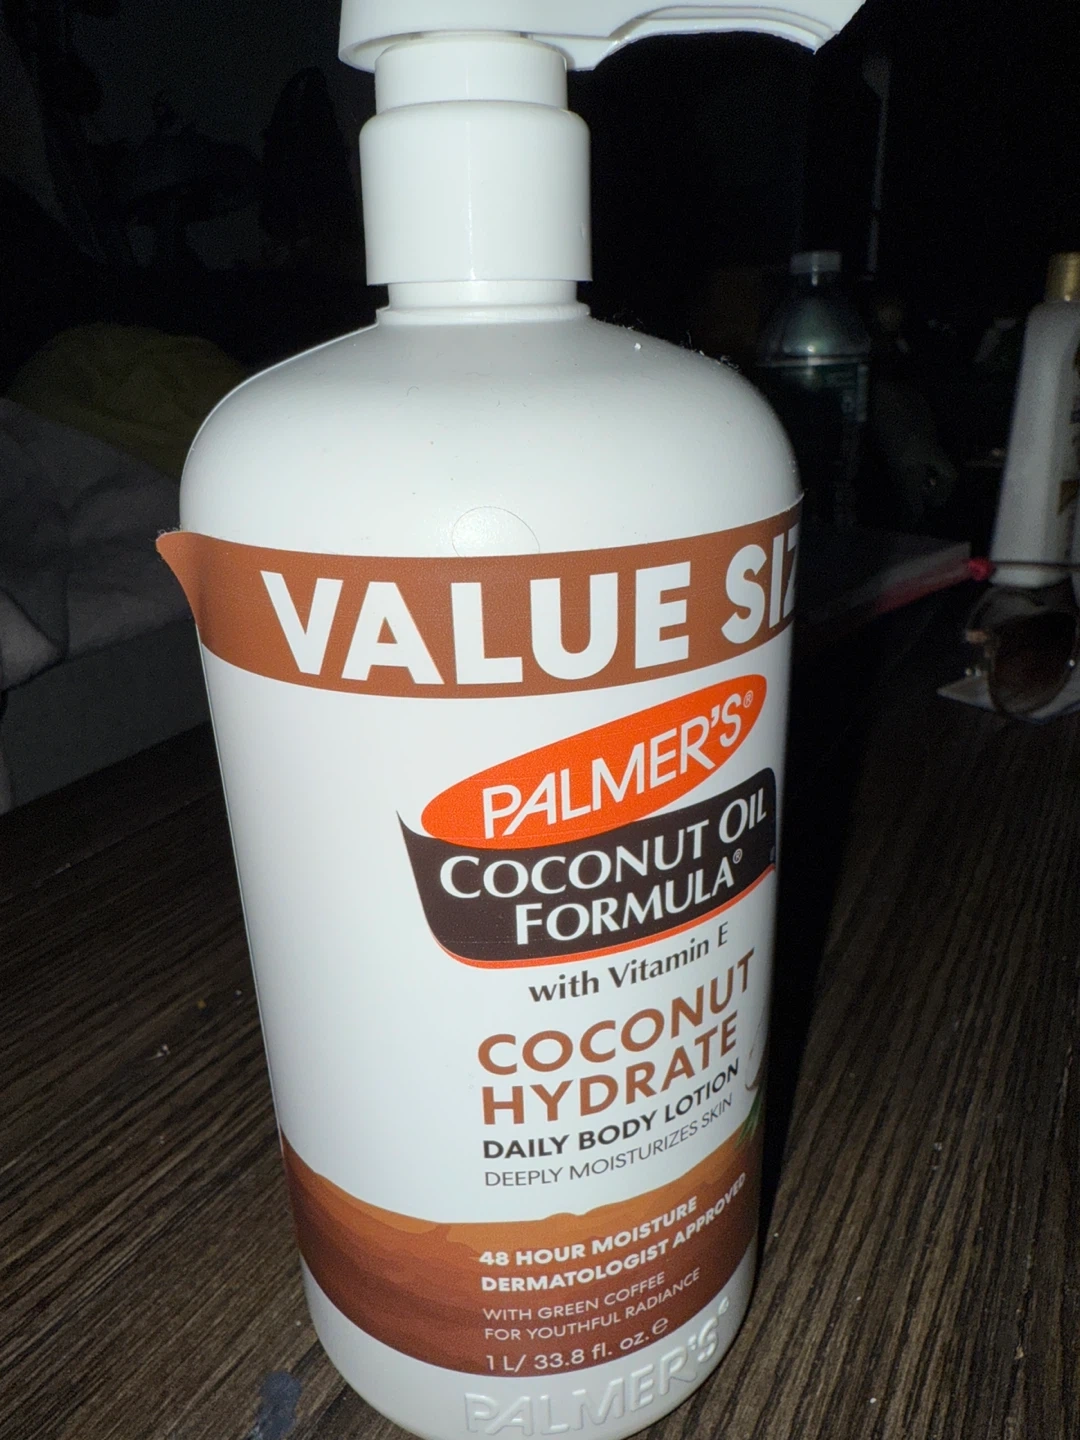 VALUE SIZ
PALMER'S®
COCONUT OIL
FORMULA®
with Vitamin E
COCONUT
HYDRATE
DAILY BODY LOTION
DEEPLY MOISTURIZES SKIN
48 HOUR MOISTURE
DERMATOLOGIST APPROVED
WITH GREEN COFFEE
FOR YOUTHFUL RADIANCE
1 L/ 33.8 fl. oz. ℮
PALMER'S®